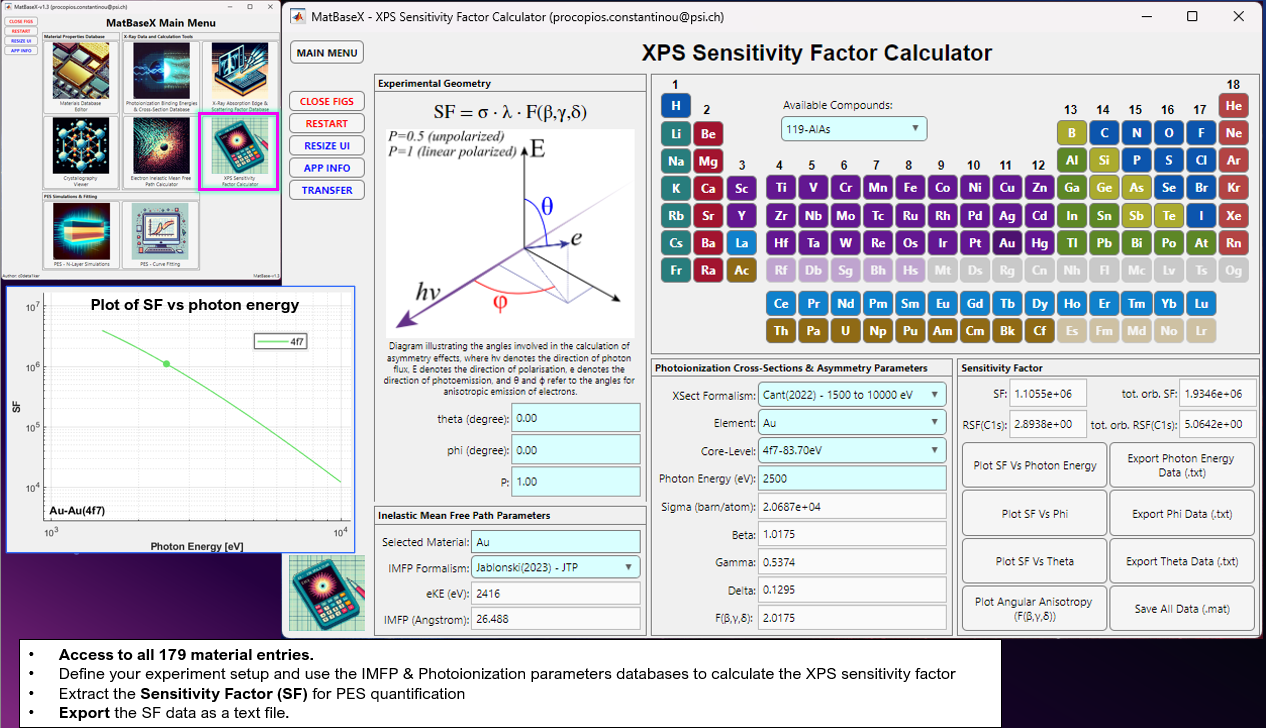 MatBaseX-v1.3 (procopios.constantinou@psi.ch)
MatBaseX Main Menu
CLOSE FIGS
RESTART
RESIZE UI
APP INFO
Material Properties Database
X-Ray Data and Calculation Tools
Materials Database
Editor
Photoionization Binding Energies
& Cross-Section Database
X-Ray Absorption Edge &
Scattering Factor Database
Crystallography
Viewer
Electron Inelastic Mean Free
Path Calculator
XPS Sensitivity
Factor Calculator
PES Simulations & Fitting
PES - N-Layer Simulations
PES - Curve Fitting
MatBase-v1.3
Plot of SF vs photon energy
4f7
10^7
10^6
10^5
10^4
SF
Au-Au(4f7)
10^3
10^4
Photon Energy [eV]
MatBaseX - XPS Sensitivity Factor Calculator (procopios.constantinou@psi.ch)
XPS Sensitivity Factor Calculator
MAIN MENU
CLOSE FIGS
RESTART
RESIZE UI
APP INFO
TRANSFER
Experimental Geometry
SF = σ · λ · F(β,γ,δ)
P=0.5 (unpolarized)
P=1 (linear polarized)
E
θ
e
hν
φ
Diagram illustrating the angles involved in the calculation of
asymmetry effects, where hv denotes the direction of photon
flux, E denotes the direction of polarisation, e denotes the
direction of photoemission, and θ and ϕ refer to the angles for
anisotropic emission of electrons.
theta (degree): 0.00
phi (degree): 0.00
P: 1.00
Inelastic Mean Free Path Parameters
Selected Material: Au
IMFP Formalism: Jablonski(2023) - JTP
eKE (eV): 2416
IMFP (Angstrom): 26.488
1 18
H He
2 13 14 15 16 17
Available Compounds:
119-AlAs
Li Be B C N O F Ne
Na Mg Al Si P S Cl Ar
3 4 5 6 7 8 9 10 11 12
K Ca Sc Ti V Cr Mn Fe Co Ni Cu Zn Ga Ge As Se Br Kr
Rb Sr Y Zr Nb Mo Tc Ru Rh Pd Ag Cd In Sn Sb Te I Xe
Cs Ba La Hf Ta W Re Os Ir Pt Au Hg Tl Pb Bi Po At Rn
Fr Ra Ac Rf Db Sg Bh Hs Mt Ds Rg Cn Nh Fl Mc Lv Ts Og
Ce Pr Nd Pm Sm Eu Gd Tb Dy Ho Er Tm Yb Lu
Th Pa U Np Pu Am Cm Bk Cf Es Fm Md No Lr
Photoionization Cross-Sections & Asymmetry Parameters
XSect Formalism: Cant(2022) - 1500 to 10000 eV
Element: Au
Core-Level: 4f7-83.70eV
Photon Energy (eV): 2500
Sigma (barn/atom): 2.0687e+04
Beta: 1.0175
Gamma: 0.5374
Delta: 0.1295
F(β,γ,δ): 2.0175
Sensitivity Factor
SF: 1.1055e+06 tot. orb. SF: 1.9346e+06
RSF(C1s): 2.8938e+00 tot. orb. RSF(C1s): 5.0642e+00
Plot SF Vs Photon Energy
Export Photon Energy
Data (.txt)
Plot SF Vs Phi
Export Phi Data (.txt)
Plot SF Vs Theta
Export Theta Data (.txt)
Plot Angular Anisotropy
(F(β,γ,δ))
Save All Data (.mat)
• Access to all 179 material entries.
• Define your experiment setup and use the IMFP & Photoionization parameters databases to calculate the XPS sensitivity factor
• Extract the Sensitivity Factor (SF) for PES quantification
• Export the SF data as a text file.